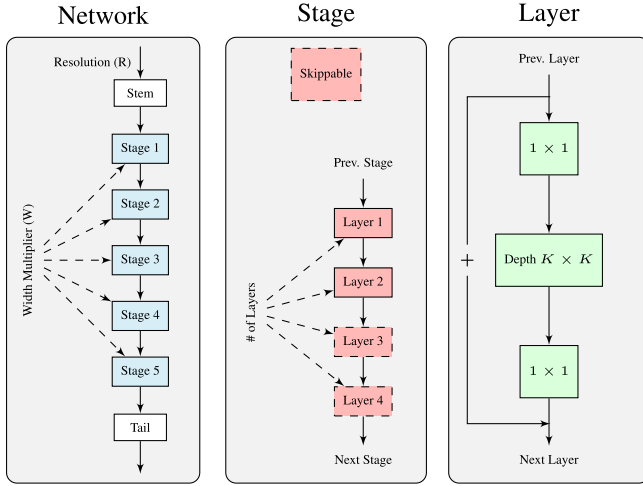 Network
Resolution (R)
Stem
Stage 1
Stage 2
Stage 3
Stage 4
Stage 5
Tail
Width Multiplier (W)
Stage
Skippable
Prev. Stage
Layer 1
Layer 2
Layer 3
Layer 4
# of Layers
Next Stage
Layer
Prev. Layer
1 × 1
Depth K × K
+
1 × 1
Next Layer